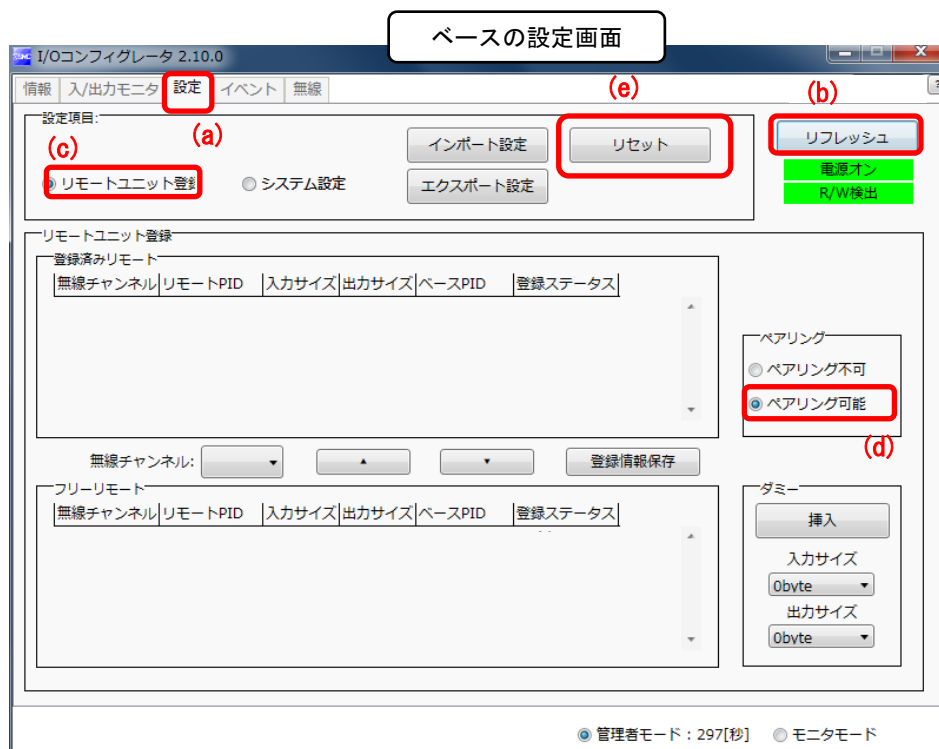 ベースの設定画面
SMC I/Oコンフィグレータ 2.10.0
情報 入/出力モニタ 設定 イベント 無線
(a) (e) (b)
設定項目:
(c)
インポート設定 リセット リフレッシュ
リモートユニット登録 システム設定 エクスポート設定
電源オン
R/W検出
リモートユニット登録
登録済みリモート
無線チャンネル リモートPID 入力サイズ 出力サイズ ベースPID 登録ステータス
ペアリング
ペアリング不可
ペアリング可能
(d)
無線チャンネル: 登録情報保存
フリーリモート
無線チャンネル リモートPID 入力サイズ 出力サイズ ベースPID 登録ステータス
ダミー
挿入
入力サイズ
0byte
出力サイズ
0byte
管理者モード:297[秒] モニタモード